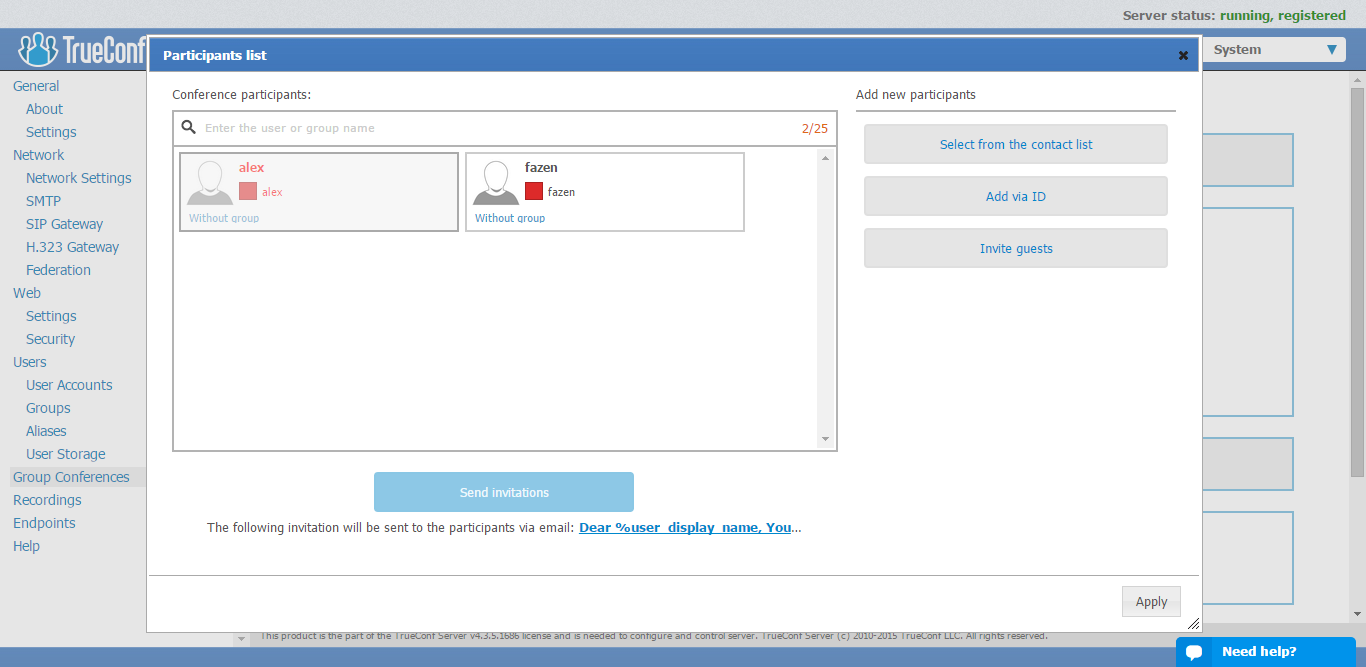 Server status: running, registered
TrueConf
System
General
About
Settings
Network
Network Settings
SMTP
SIP Gateway
H.323 Gateway
Federation
Web
Settings
Security
Users
User Accounts
Groups
Aliases
User Storage
Group Conferences
Recordings
Endpoints
Help
Participants list
Conference participants:
Enter the user or group name
2/25
alex
alex
Without group
fazen
fazen
Without group
Send invitations
The following invitation will be sent to the participants via email: Dear %user_display_name, You...
Add new participants
Select from the contact list
Add via ID
Invite guests
Apply
This product is the part of the TrueConf Server v4.3.5.1686 license and is needed to configure and control server. TrueConf Server (c) 2010-2015 TrueConf LLC. All rights reserved.
Need help?